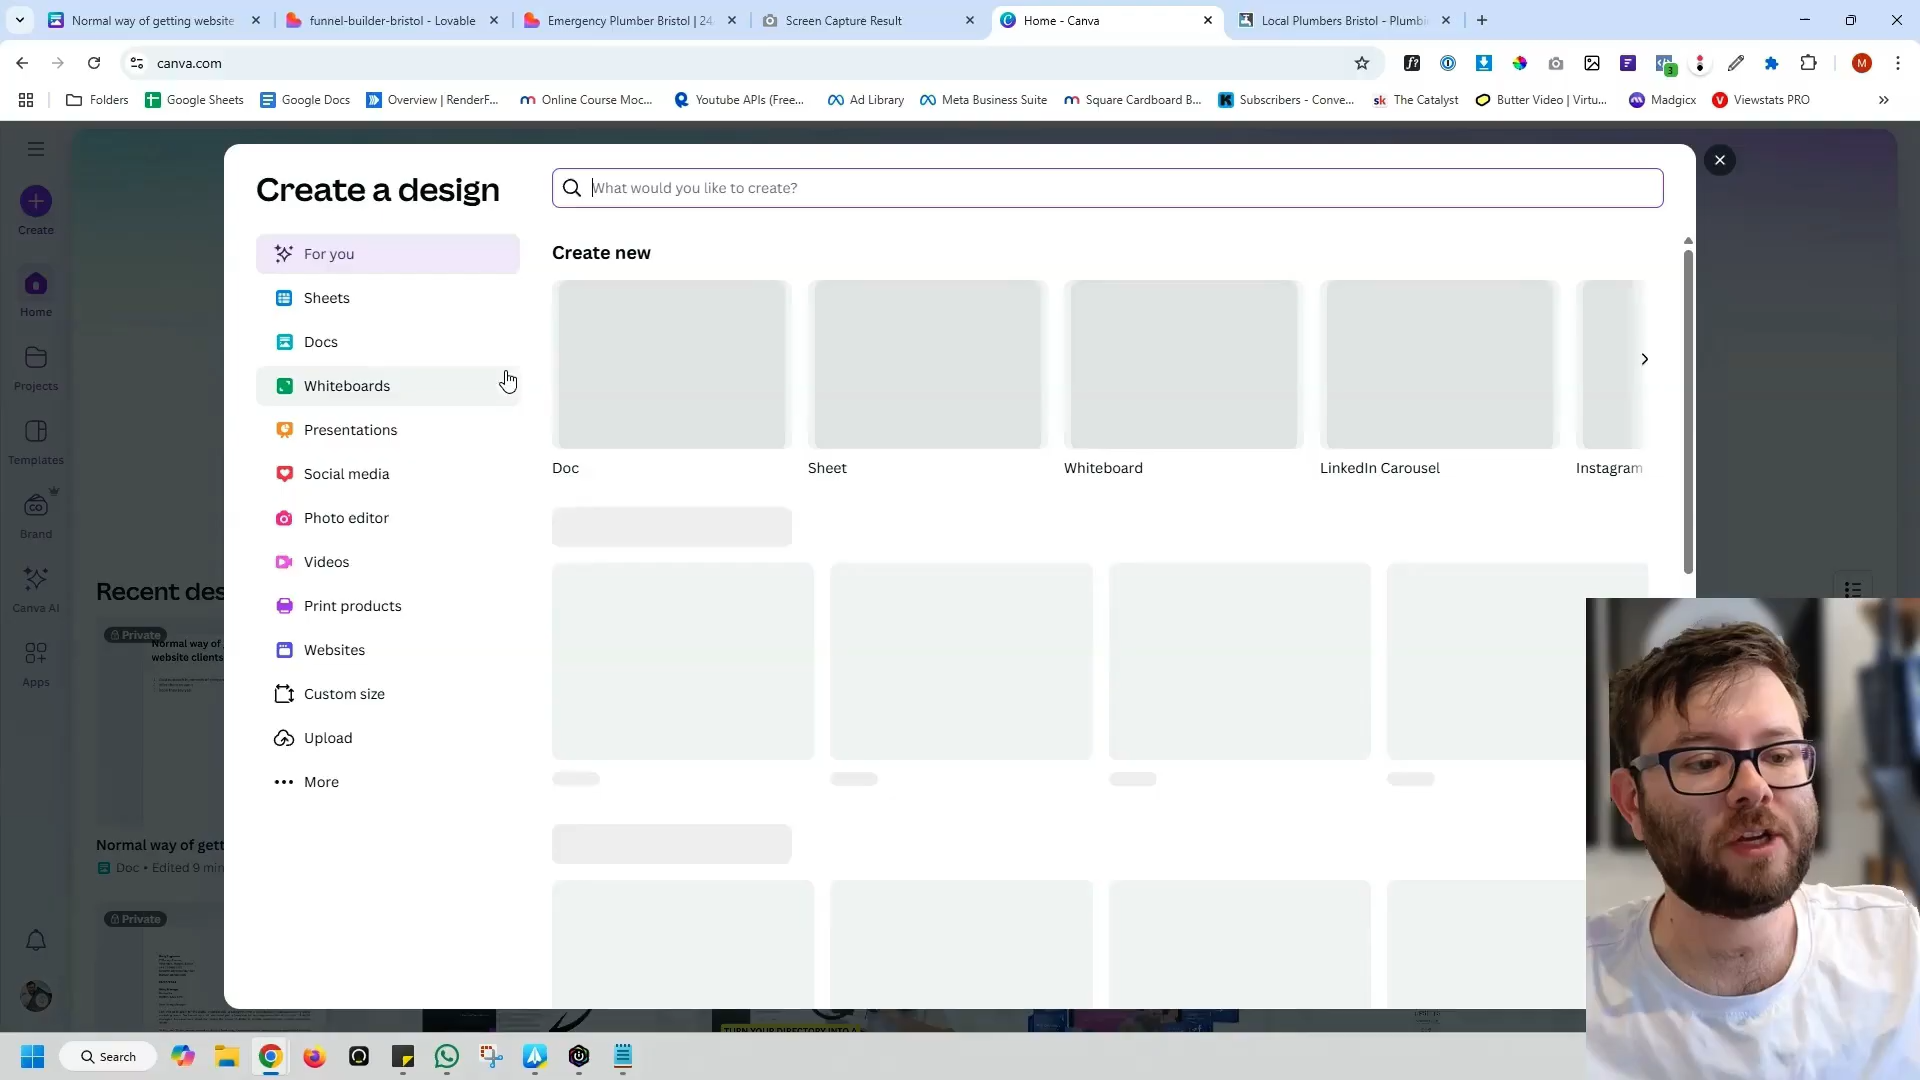 Normal way of getting website
funnel-builder-bristol - Lovable
Emergency Plumber Bristol | 24
Screen Capture Result
Home - Canva
Local Plumbers Bristol - Plumbi
canva.com
3
M
Folders
Google Sheets
Google Docs
Overview | RenderF...
Online Course Moc...
Youtube APIs (Free...
Ad Library
Meta Business Suite
Square Cardboard B...
Subscribers - Conve...
sk The Catalyst
Butter Video | Virtu...
Madgicx
Viewstats PRO
Create
Home
Projects
Templates
Brand
Canva AI
Apps
Create a design
What would you like to create?
For you
Sheets
Docs
Whiteboards
Presentations
Social media
Photo editor
Videos
Print products
Websites
Custom size
Upload
More
Create new
Doc
Sheet
Whiteboard
LinkedIn Carousel
Instagram
Recent des
Private
Normal way of
website clients
Normal way of gett
Doc • Edited 9 min
Private
TURN YOUR DIRECTORY INTO A
Search